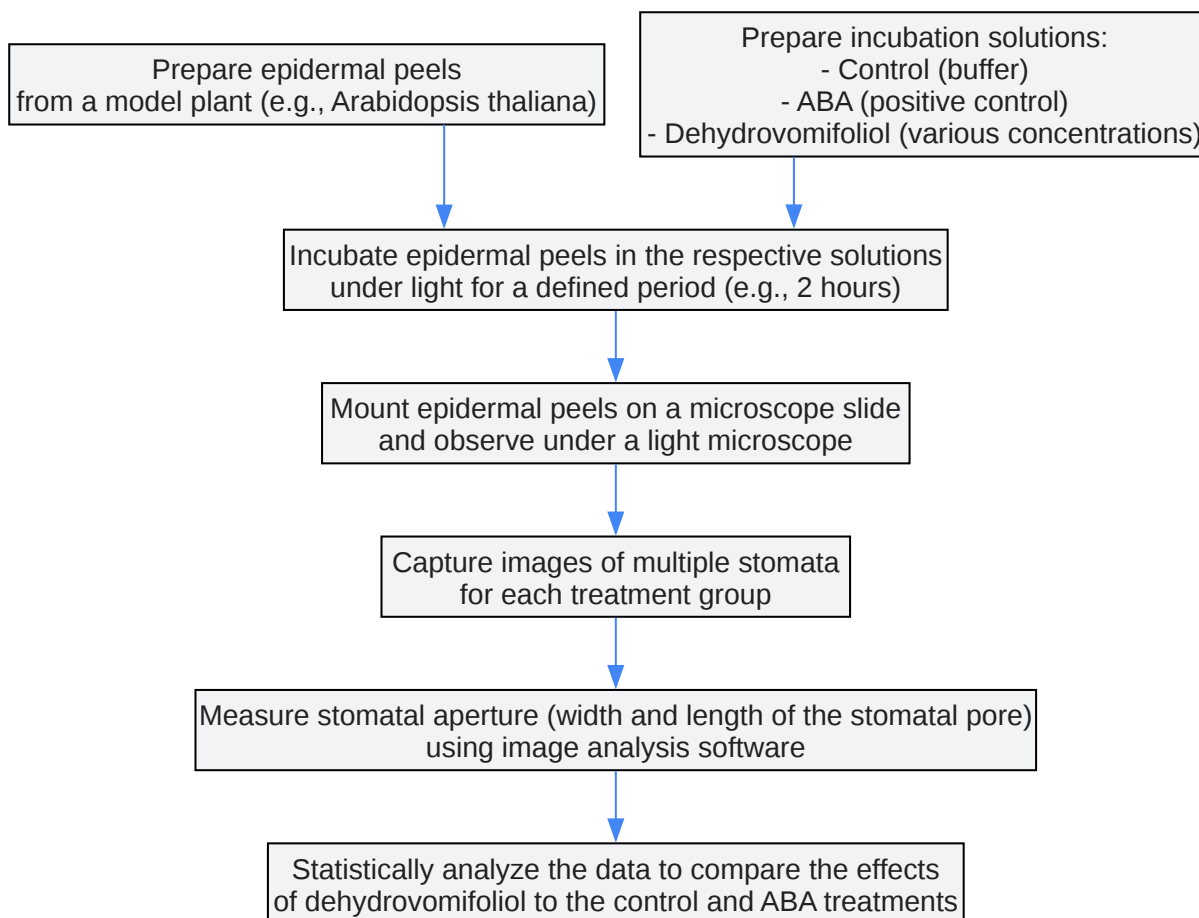 Prepare epidermal peels
from a model plant (e.g., Arabidopsis thaliana)
Prepare incubation solutions:
- Control (buffer)
- ABA (positive control)
- Dehydrovomifoliol (various concentrations)
Incubate epidermal peels in the respective solutions
under light for a defined period (e.g., 2 hours)
Mount epidermal peels on a microscope slide
and observe under a light microscope
Capture images of multiple stomata
for each treatment group
Measure stomatal aperture (width and length of the stomatal pore)
using image analysis software
Statistically analyze the data to compare the effects
of dehydrovomifoliol to the control and ABA treatments